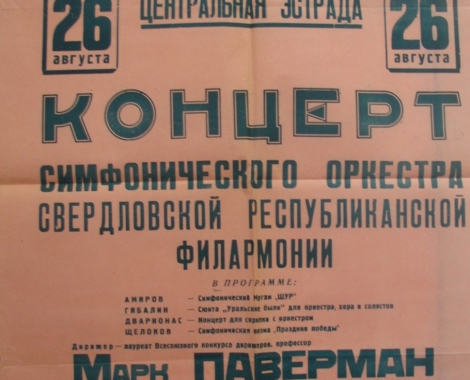 ЦЕНТРАЛЬНАЯ ЭСТРАДА
26 августа
26 августа
КОНЦЕРТ
СИМФОНИЧЕСКОГО ОРКЕСТРА
СВЕРДЛОВСКОЙ РЕСПУБЛИКАНСКОЙ
ФИЛАРМОНИИ
В ПРОГРАММЕ:
АМИРОВ — Симфонический мугам „ШУР"
ГИБАЛИН — Сюита „Уральские были" для оркестра, хора и солистов
ДВАРИОНАС — Концерт для скрипки с оркестром
ЩЕЛОКОВ — Симфоническая поэма „Праздник победы"
Дирижер — лауреат Всесоюзного конкурса дирижеров, профессор
МАРК ПАВЕРМАН